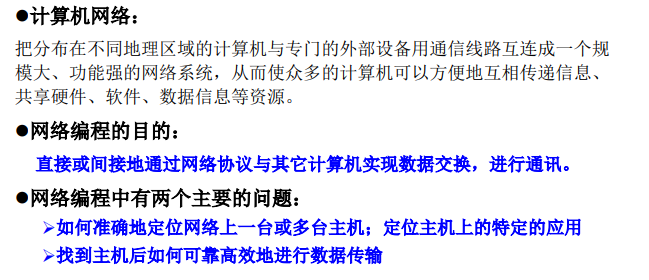 ●计算机网络：
把分布在不同地理区域的计算机与专门的外部设备用通信线路互连成一个规
模大、功能强的网络系统，从而使众多的计算机可以方便地互相传递信息、
共享硬件、软件、数据信息等资源。
●网络编程的目的：
直接或间接地通过网络协议与其它计算机实现数据交换，进行通讯。
●网络编程中有两个主要的问题：
➢如何准确地定位网络上一台或多台主机；定位主机上的特定的应用
➢找到主机后如何可靠高效地进行数据传输